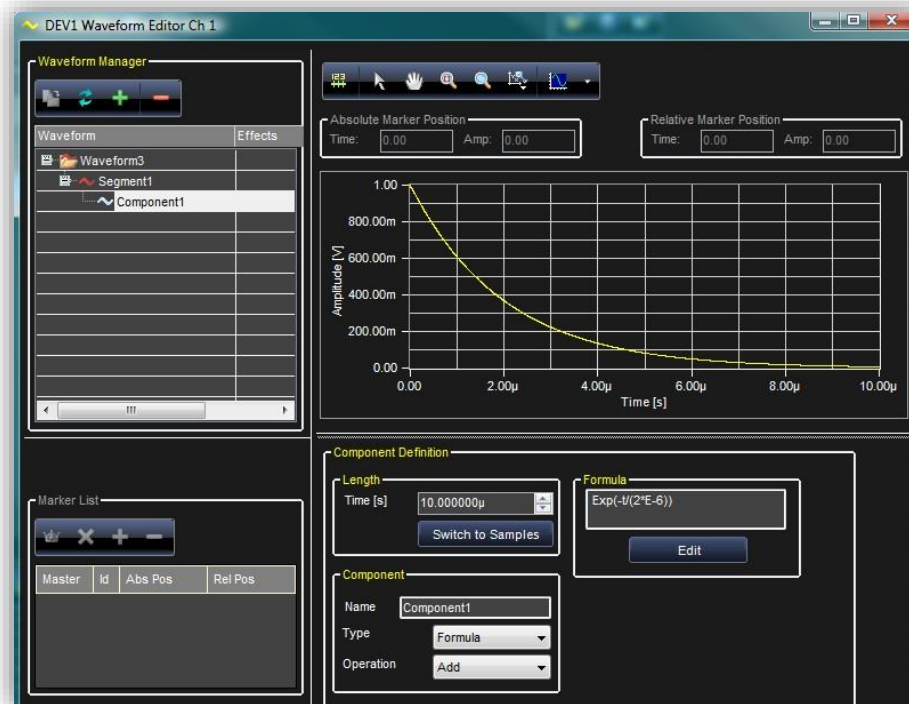 DEV1 Waveform Editor Ch 1
Waveform Manager
Waveform Effects
Waveform3
Segment1
Component1
Marker List
Master Id Abs Pos Rel Pos
Absolute Marker Position
Time: 0.00 Amp: 0.00
Relative Marker Position
Time: 0.00 Amp: 0.00
1.00
800.00m
600.00m
400.00m
200.00m
0.00
Amplitude [V]
0.00 2.00µ 4.00µ 6.00µ 8.00µ 10.00µ
Time [s]
Component Definition
Length
Time [s] 10.000000µ
Switch to Samples
Formula
Exp(-t/(2*E-6))
Edit
Component
Name Component1
Type Formula
Operation Add